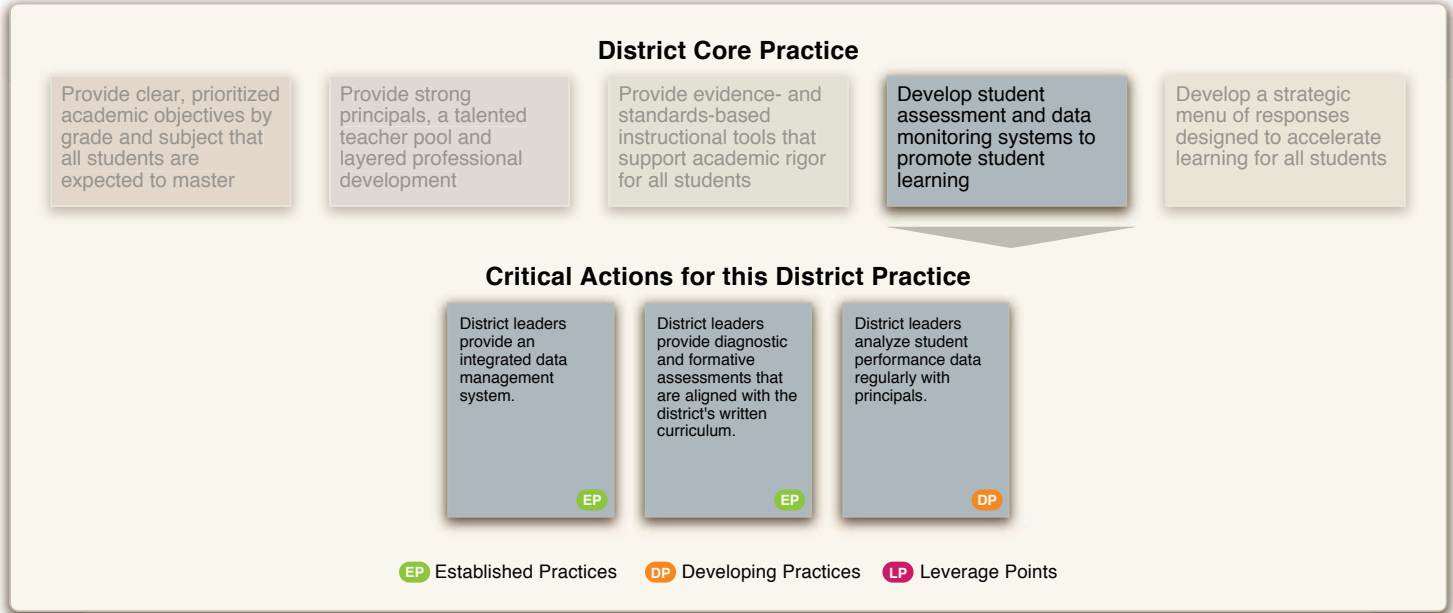 District Core Practice
Provide clear, prioritized
academic objectives by
grade and subject that
all students are
expected to master
Provide strong
principals, a talented
teacher pool and
layered professional
development
Provide evidence- and
standards-based
instructional tools that
support academic rigor
for all students
Develop student
assessment and data
monitoring systems to
promote student
learning
Develop a strategic
menu of responses
designed to accelerate
learning for all students
Critical Actions for this District Practice
District leaders
provide an
integrated data
management
system.
EP
District leaders
provide diagnostic
and formative
assessments that
are aligned with the
district's written
curriculum.
EP
District leaders
analyze student
performance data
regularly with
principals.
DP
EP Established Practices
DP Developing Practices
LP Leverage Points